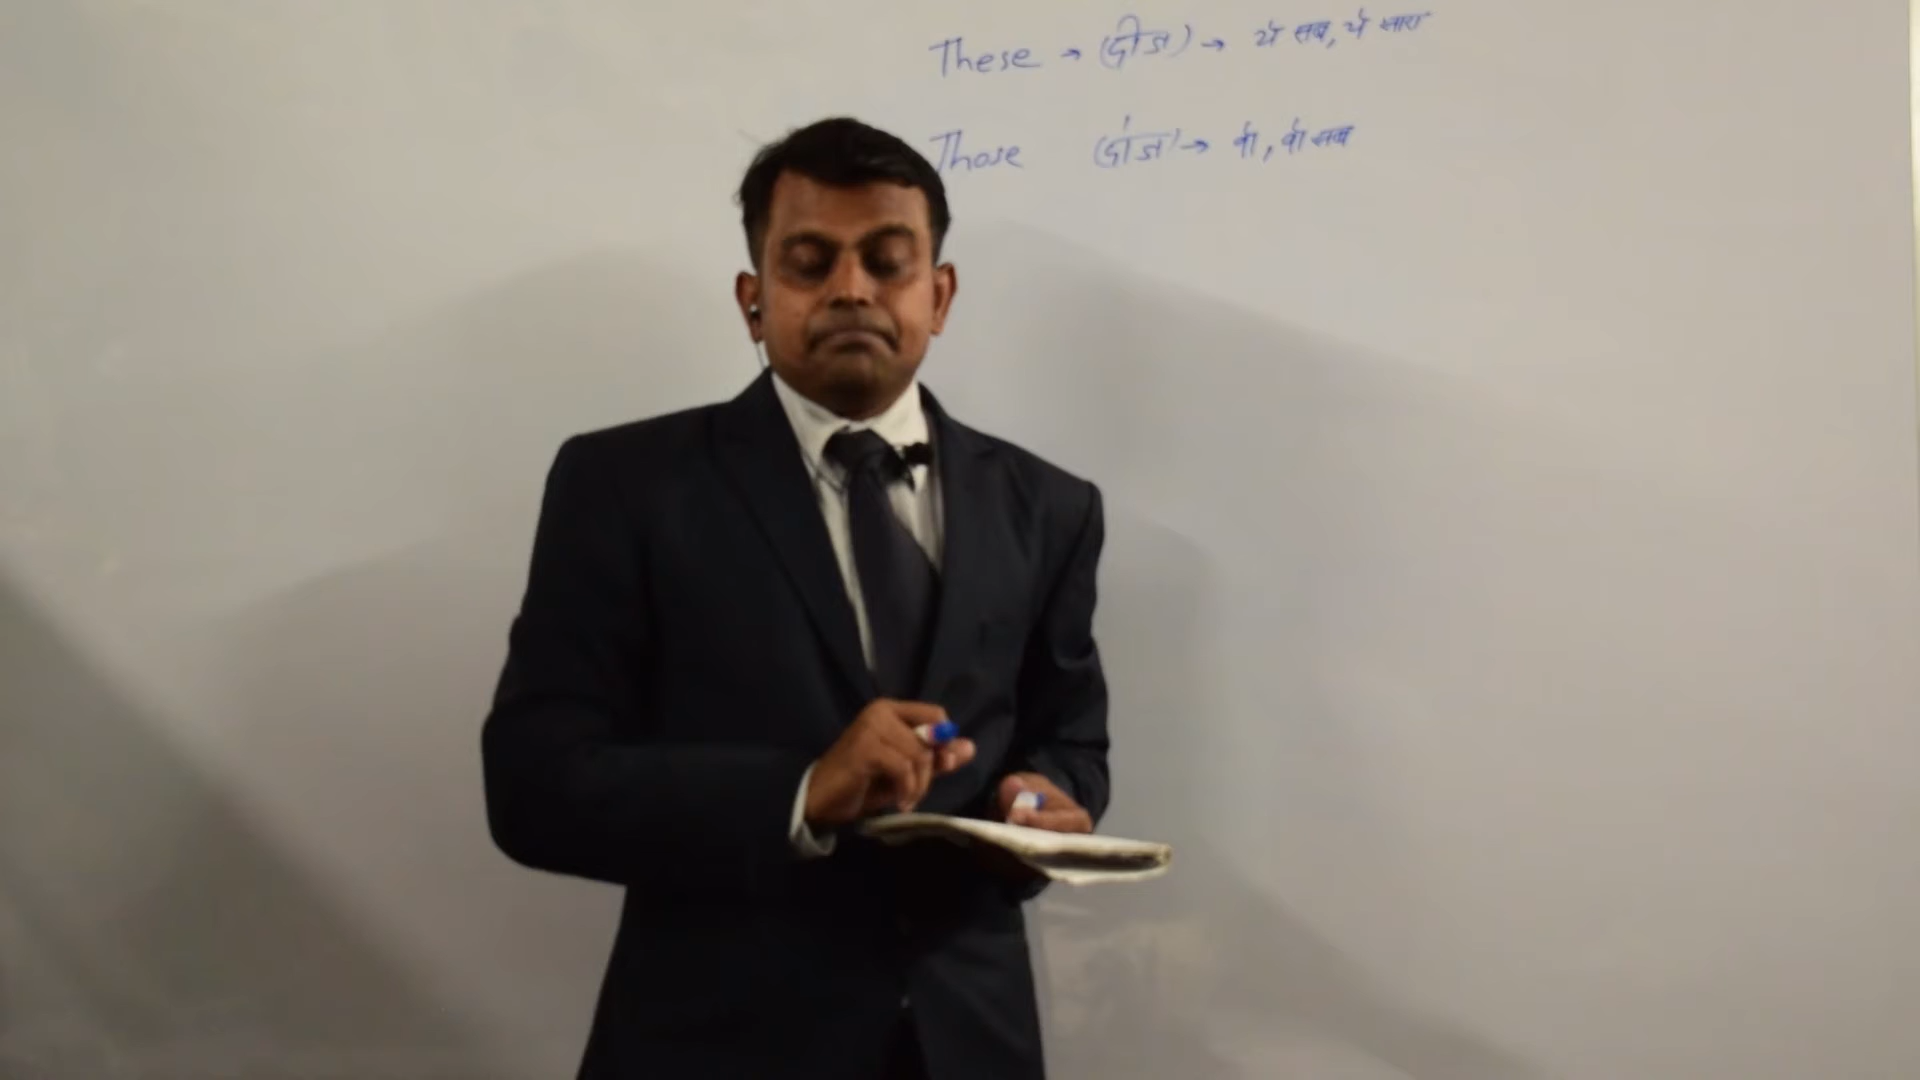 These → (दीज) → ये सब, ये सारा
Those (दोज) → वो, वो सब